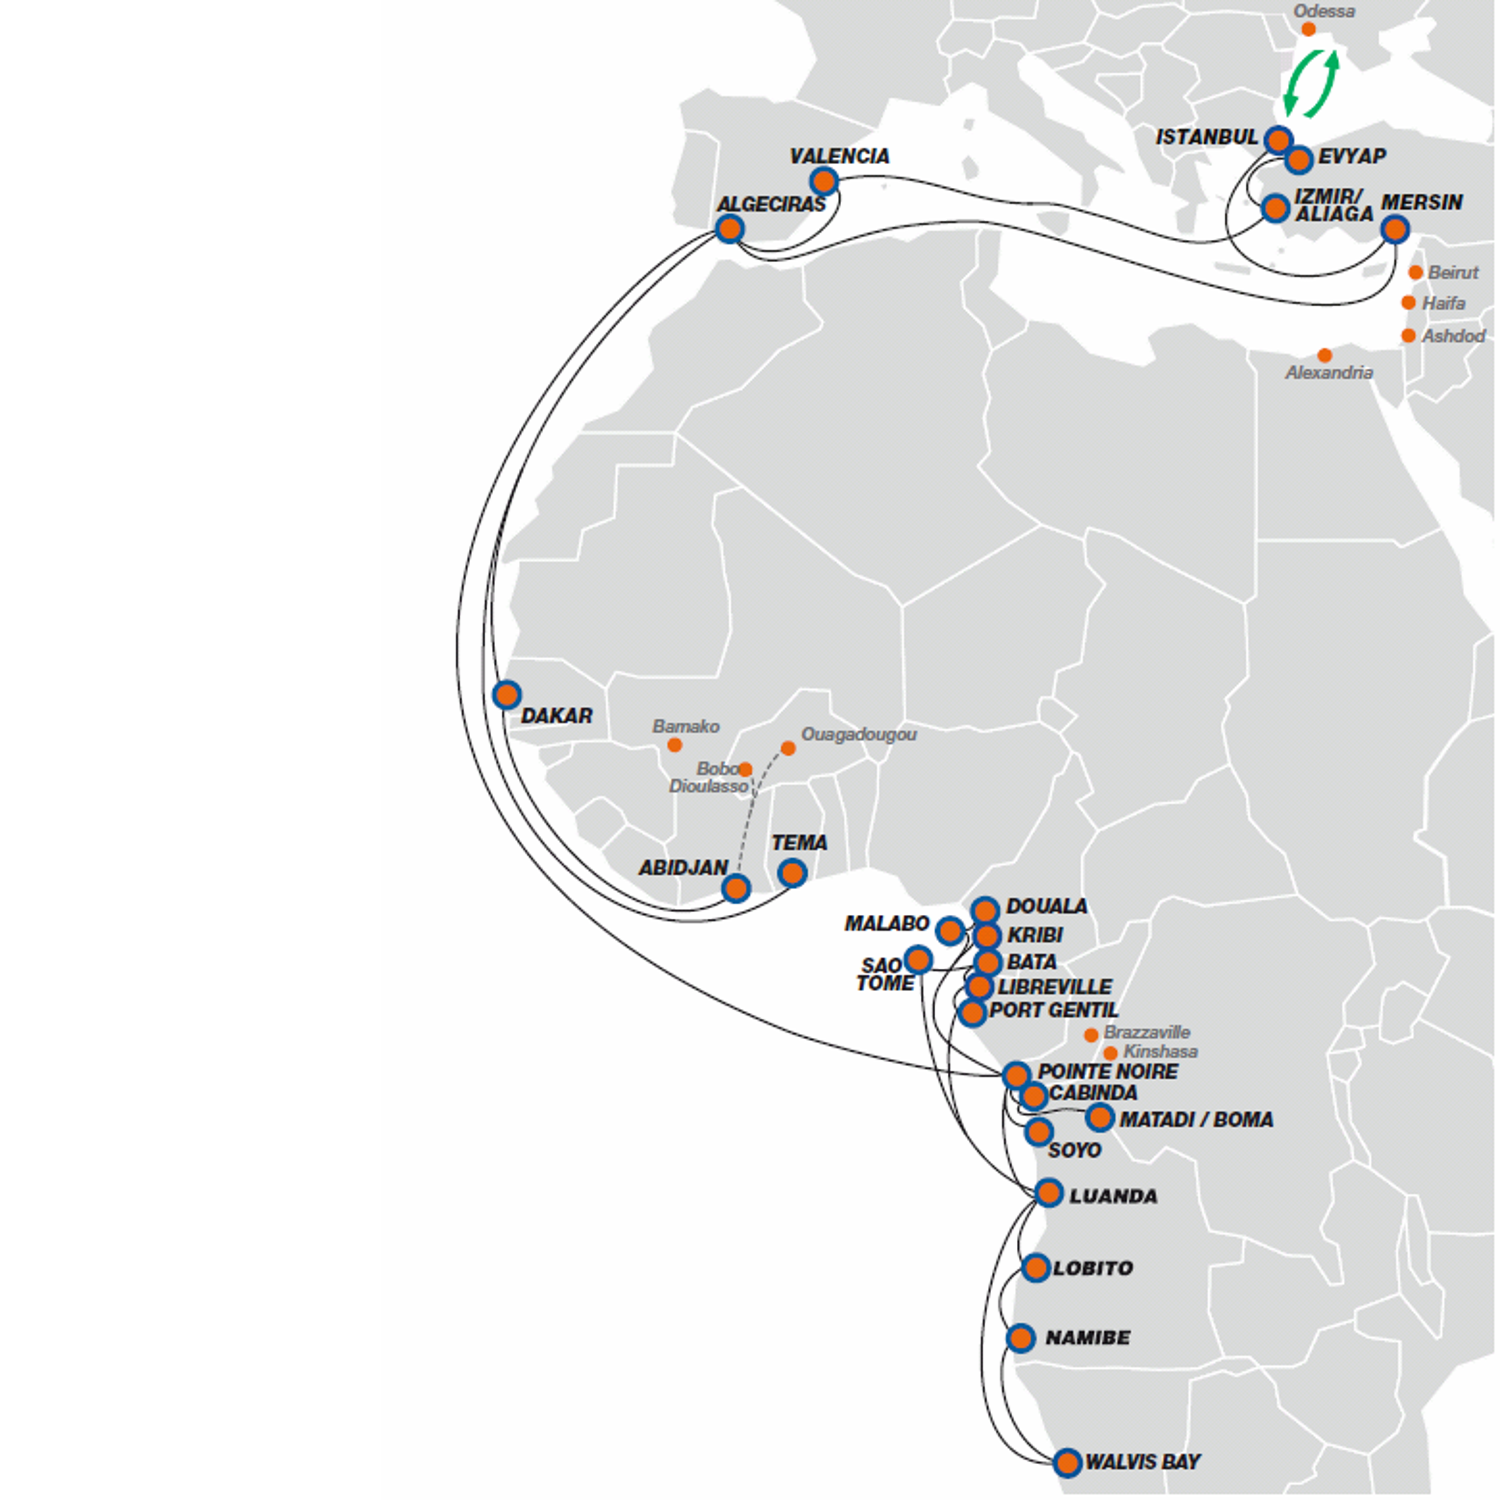 Odessa
ISTANBUL
EVYAP
VALENCIA
ALGECIRAS
IZMIR/
ALIAGA
MERSIN
Beirut
Haifa
Ashdod
Alexandria
DAKAR
Bamako
Ouagadougou
Bobo
Dioulasso
TEMA
ABIDJAN
DOUALA
MALABO
KRIBI
BATA
SAO
TOME
LIBREVILLE
PORT GENTIL
Brazzaville
Kinshasa
POINTE NOIRE
CABINDA
MATADI / BOMA
SOYO
LUANDA
LOBITO
NAMIBE
WALVIS BAY